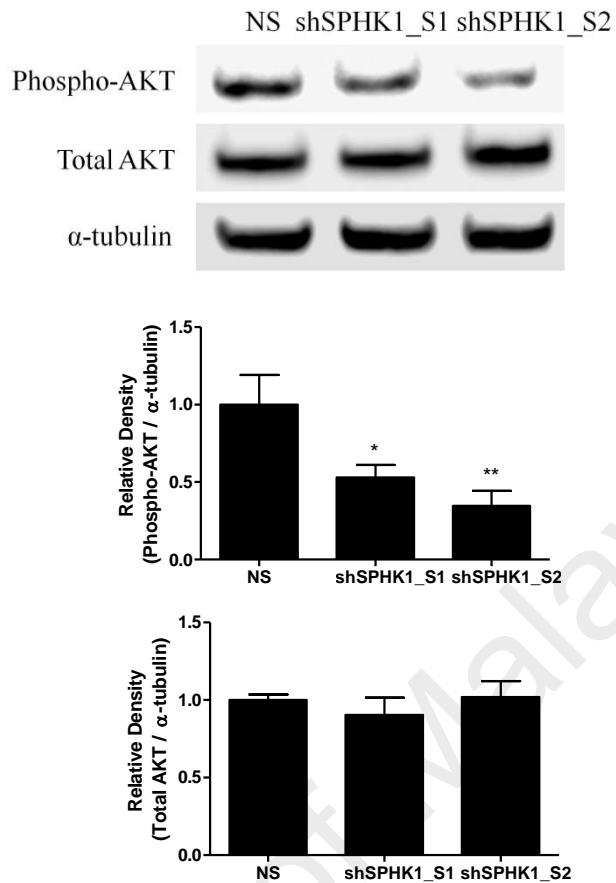 NS shSPHK1_S1 shSPHK1_S2
Phospho-AKT
Total AKT
α-tubulin
Relative Density
(Phospho-AKT / α-tubulin)
1.5
1.0
0.5
0.0
*
**
NS shSPHK1_S1 shSPHK1_S2
Relative Density
(Total AKT / α-tubulin)
1.5
1.0
0.5
0.0
NS shSPHK1_S1 shSPHK1_S2
of Malay